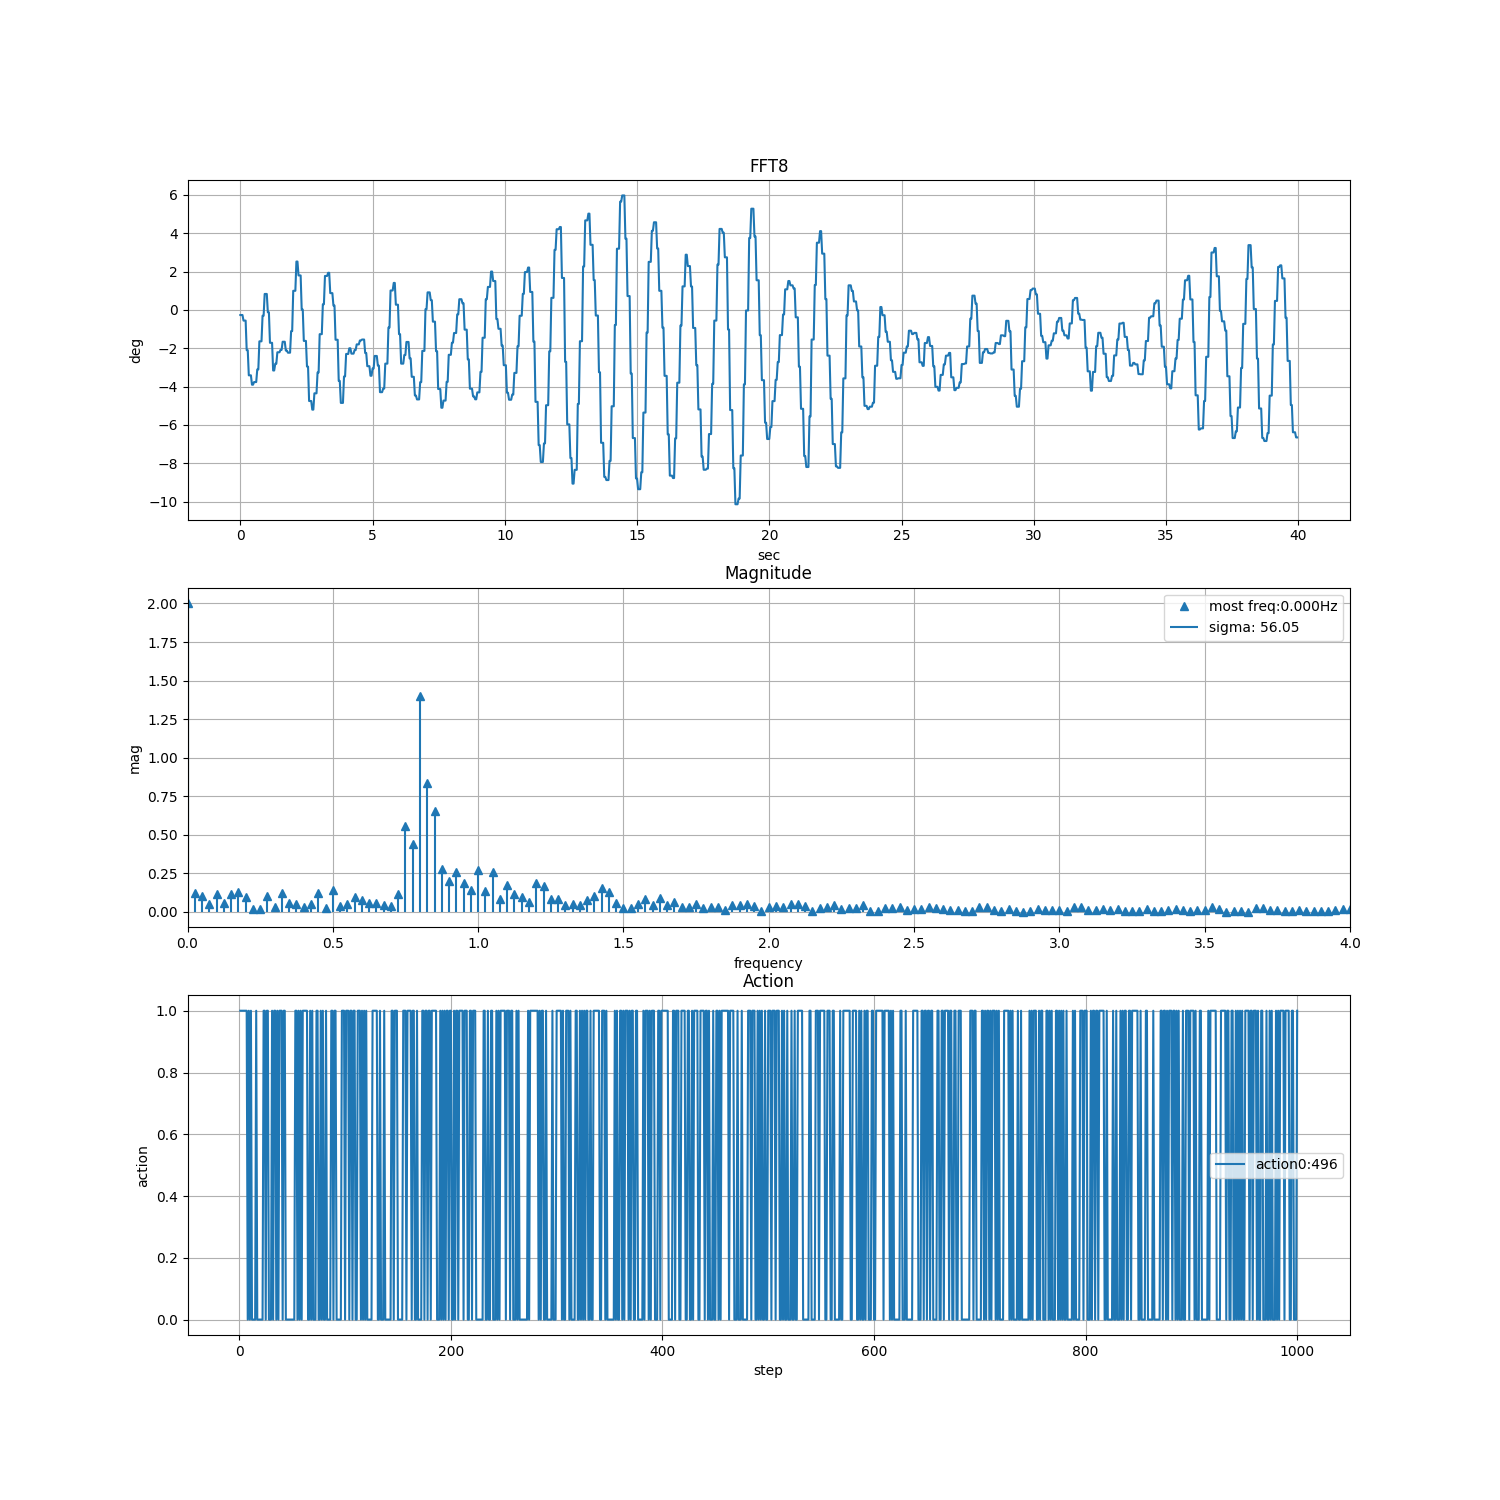 FFT8
6
4
2
0
−2
−4
−6
−8
−10
deg
0 5 10 15 20 25 30 35 40
sec
Magnitude
2.00
1.75
1.50
1.25
1.00
0.75
0.50
0.25
0.00
mag
most freq:0.000Hz
sigma: 56.05
0.0 0.5 1.0 1.5 2.0 2.5 3.0 3.5 4.0
frequency
Action
1.0
0.8
0.6
0.4
0.2
0.0
action
action0:496
0 200 400 600 800 1000
step